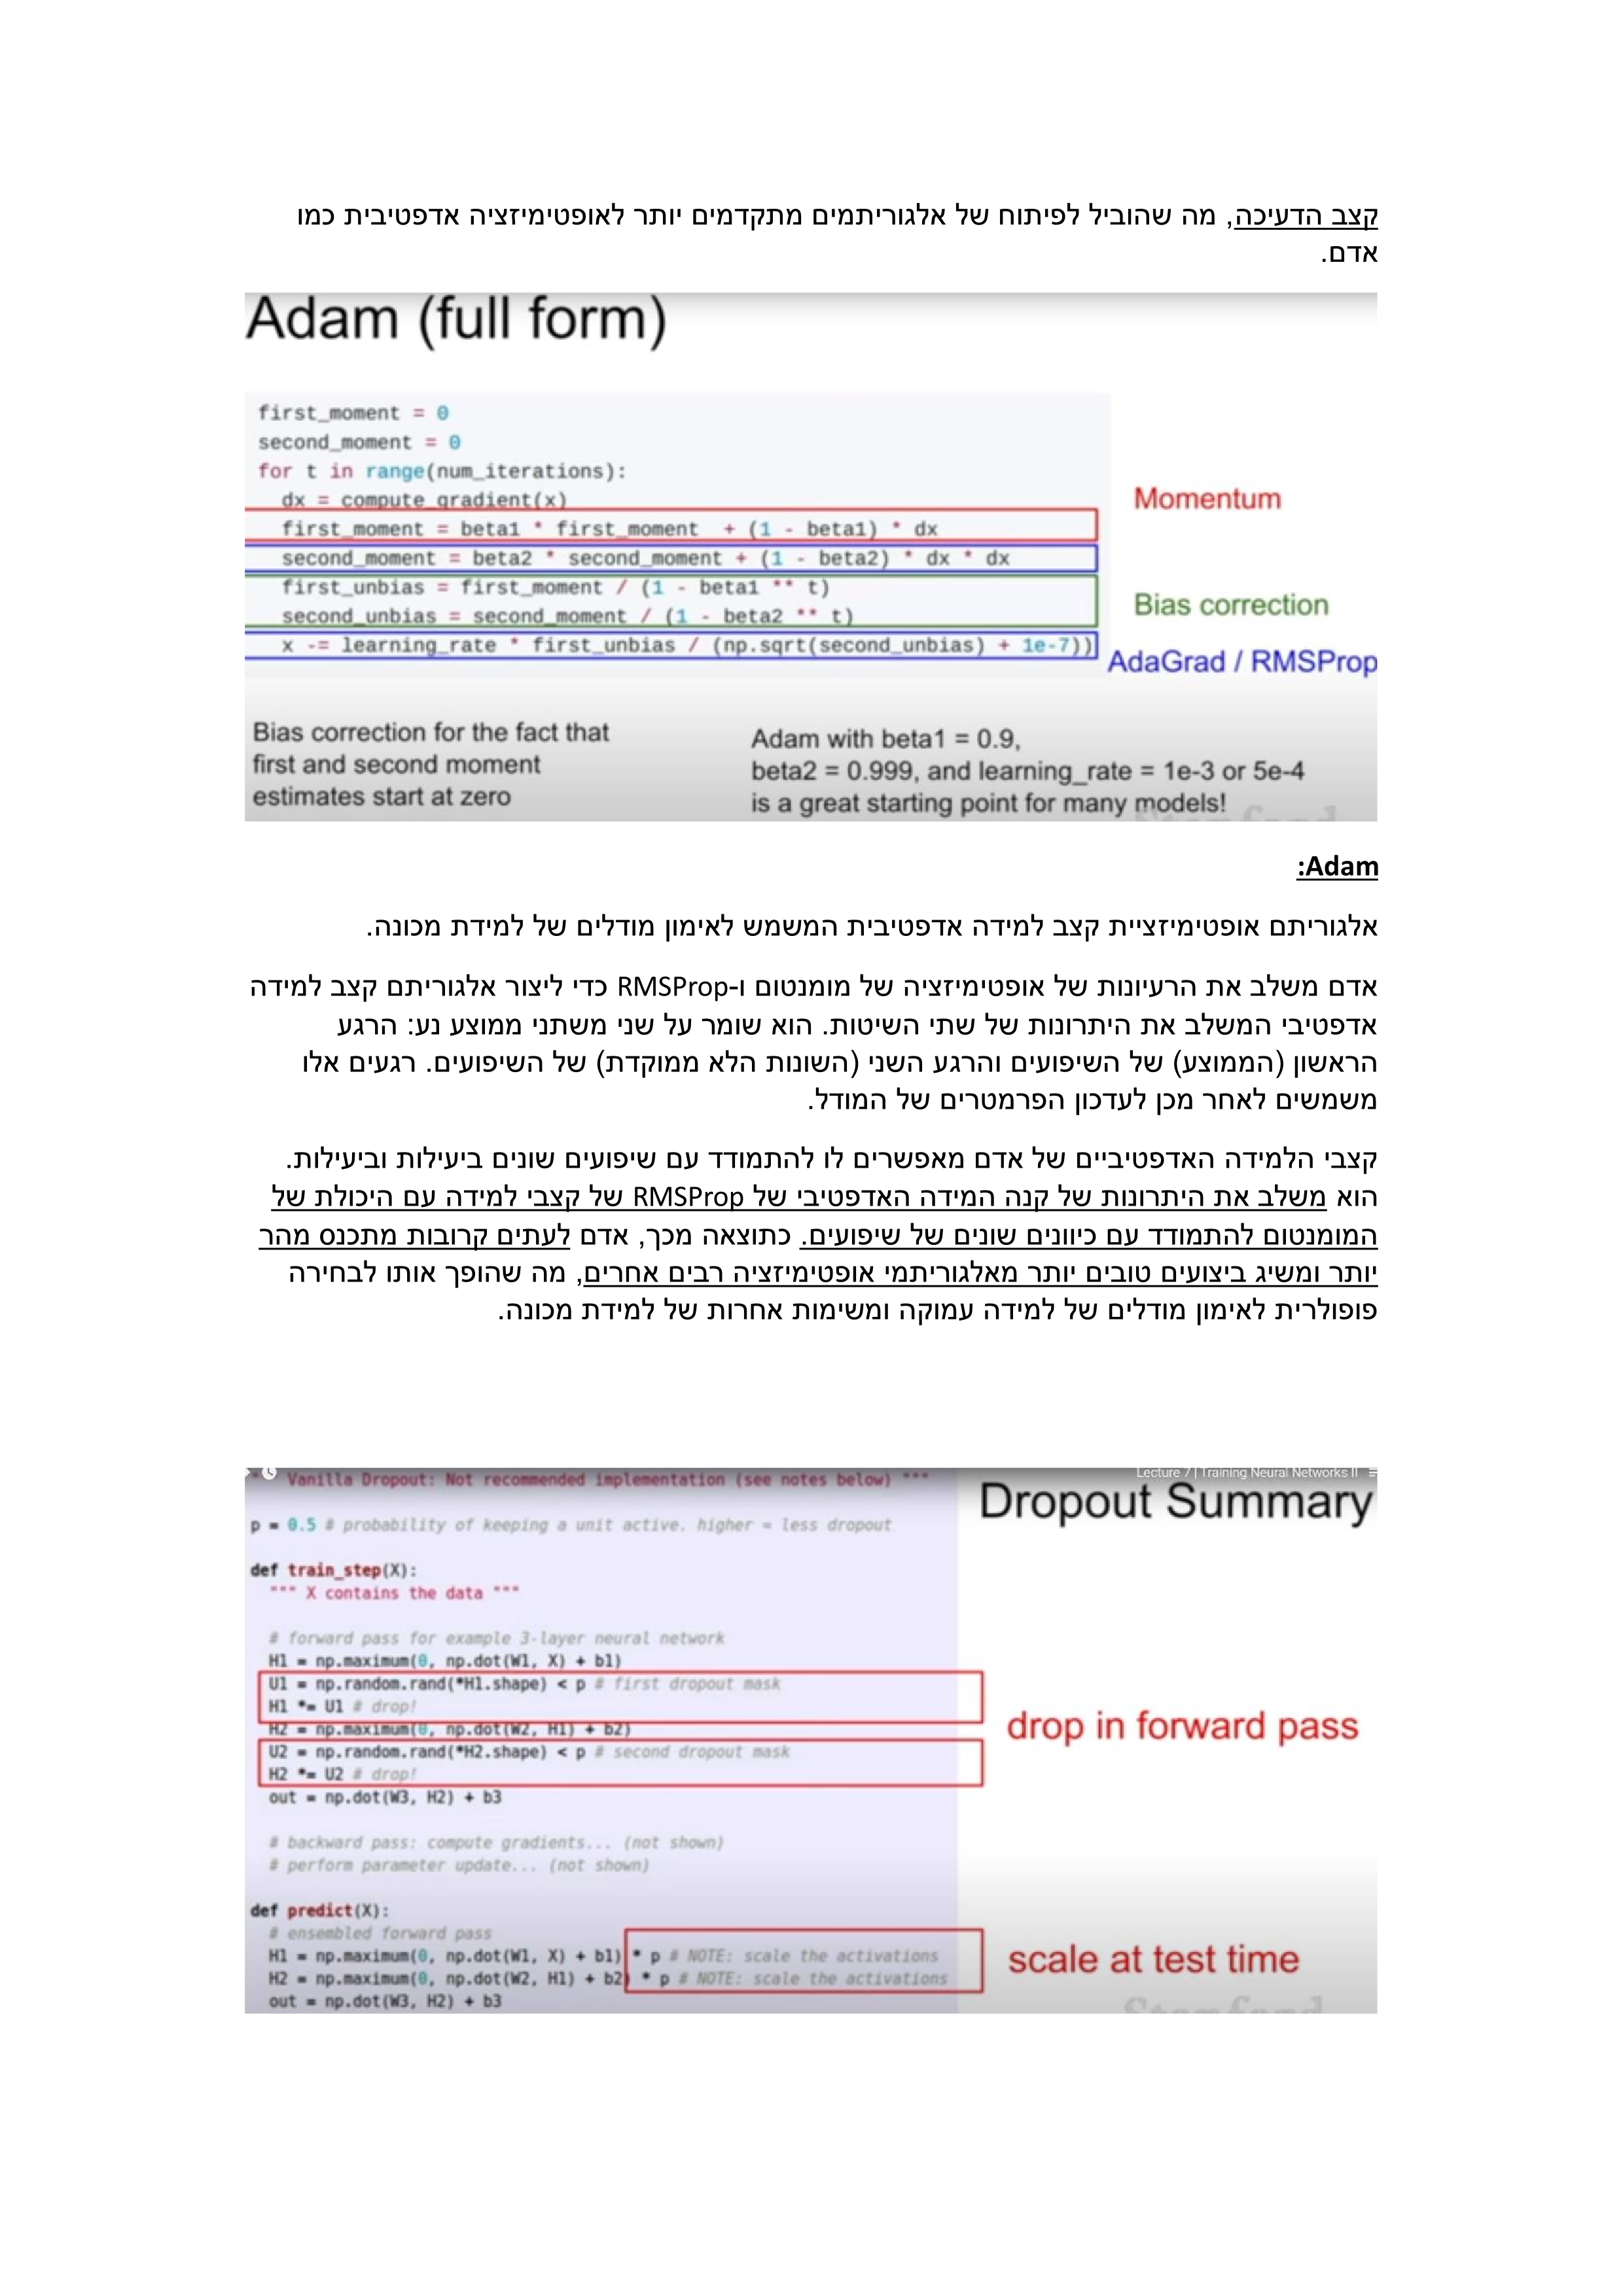 קצב הדעיכה, מה שהוביל לפיתוח של אלגוריתמים מתקדמים יותר לאופטימיזציה אדפטיבית כמו
אדם.
Adam (full form)
first_moment = 0
second_moment = 0
for t in range(num_iterations):
dx = compute_gradient(x)
first_moment = beta1 * first_moment + (1 - beta1) * dx
second_moment = beta2 * second_moment + (1 - beta2) * dx * dx
first_unbias = first_moment / (1 - beta1 ** t)
second_unbias = second_moment / (1 - beta2 ** t)
x -= learning_rate * first_unbias / (np.sqrt(second_unbias) + 1e-7))
Momentum
Bias correction
AdaGrad / RMSProp
Bias correction for the fact that
first and second moment
estimates start at zero
Adam with beta1 = 0.9,
beta2 = 0.999, and learning_rate = 1e-3 or 5e-4
is a great starting point for many models!
Adam:
אלגוריתם אופטימיזציית קצב למידה אדפטיבית המשמש לאימון מודלים של למידת מכונה.
אדם משלב את הרעיונות של אופטימיזציה של מומנטום ו-RMSProp כדי ליצור אלגוריתם קצב למידה
אדפטיבי המשלב את היתרונות של שתי השיטות. הוא שומר על שני משתני ממוצע נע: הרגע
הראשון (הממוצע) של השיפועים והרגע השני (השונות הלא ממוקדת) של השיפועים. רגעים אלו
משמשים לאחר מכן לעדכון הפרמטרים של המודל.
קצבי הלמידה האדפטיביים של אדם מאפשרים לו להתמודד עם שיפועים שונים ביעילות וביעילות.
הוא משלב את היתרונות של קנה המידה האדפטיבי של RMSProp של קצבי למידה עם היכולת של
המומנטום להתמודד עם כיוונים שונים של שיפועים. כתוצאה מכך, אדם לעתים קרובות מתכנס מהר
יותר ומשיג ביצועים טובים יותר מאלגוריתמי אופטימיזציה רבים אחרים, מה שהופך אותו לבחירה
פופולרית לאימון מודלים של למידה עמוקה ומשימות אחרות של למידת מכונה.
Vanilla Dropout: Not recommended implementation (see notes below) """
Lecture 7 | Training Neural Networks II
Dropout Summary
p = 0.5 # probability of keeping a unit active. higher = less dropout
def train_step(X):
""" X contains the data """
# forward pass for example 3-layer neural network
H1 = np.maximum(0, np.dot(W1, X) + b1)
U1 = np.random.rand(*H1.shape) < p # first dropout mask
H1 *= U1 # drop!
H2 = np.maximum(0, np.dot(W2, H1) + b2)
U2 = np.random.rand(*H2.shape) < p # second dropout mask
H2 *= U2 # drop!
out = np.dot(W3, H2) + b3
drop in forward pass
# backward pass: compute gradients... (not shown)
# perform parameter update... (not shown)
def predict(X):
# ensembled forward pass
H1 = np.maximum(0, np.dot(W1, X) + b1) * p # NOTE: scale the activations
H2 = np.maximum(0, np.dot(W2, H1) + b2) * p # NOTE: scale the activations
out = np.dot(W3, H2) + b3
scale at test time